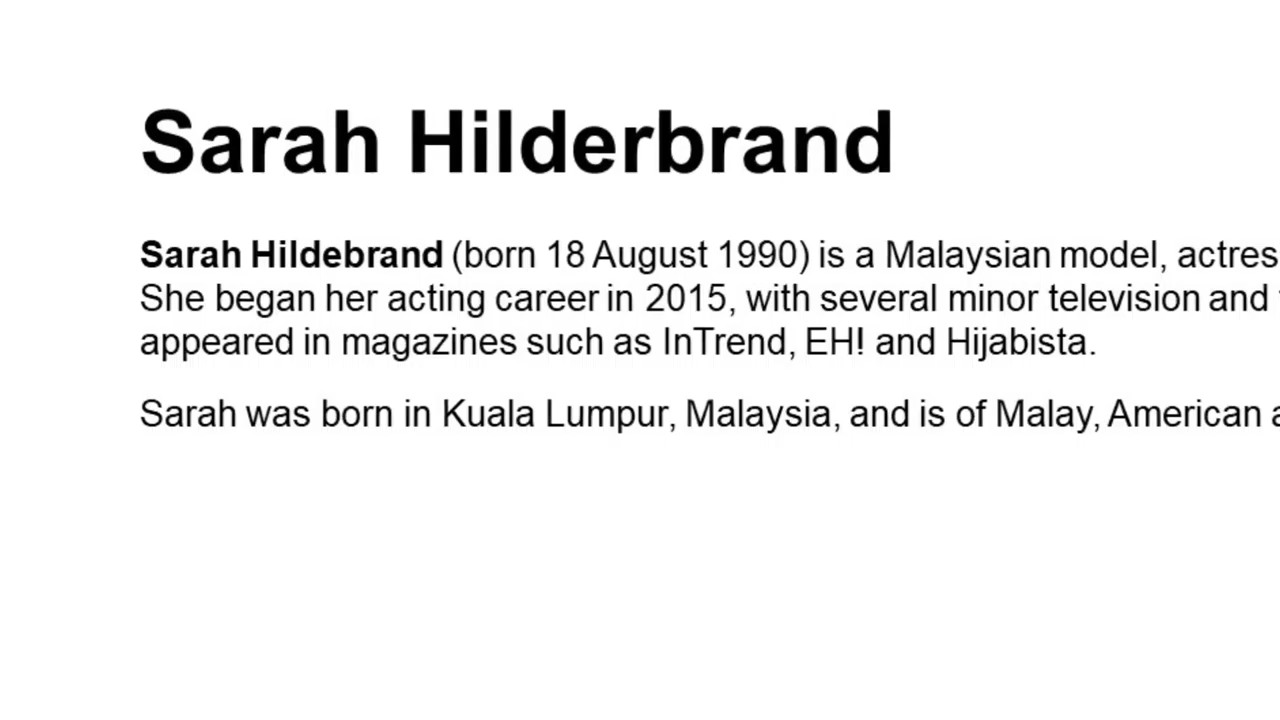 Sarah Hilderbrand
Sarah Hildebrand (born 18 August 1990) is a Malaysian model, actres
She began her acting career in 2015, with several minor television and
appeared in magazines such as InTrend, EH! and Hijabista.
Sarah was born in Kuala Lumpur, Malaysia, and is of Malay, American a